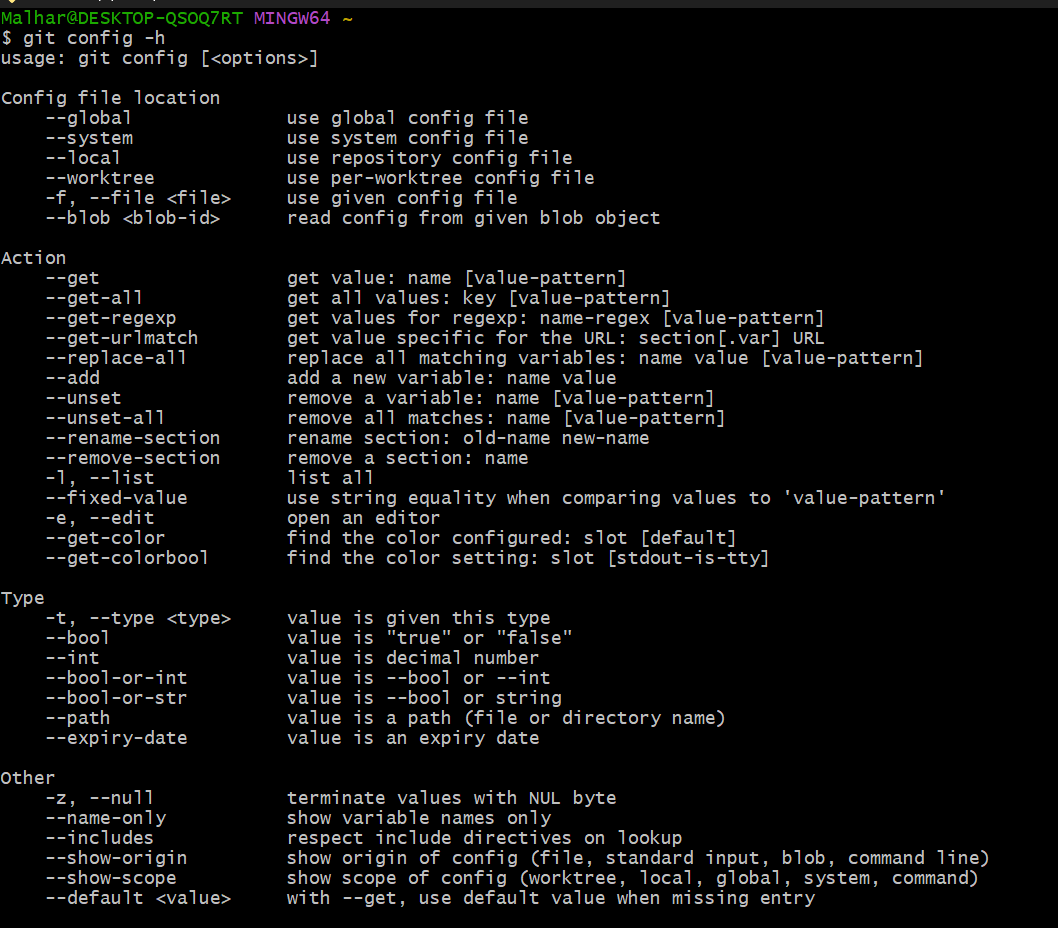 Malhar@DESKTOP-QSOQ7RT MINGW64 ~
$ git config -h
usage: git config [<options>]

Config file location
    --global              use global config file
    --system              use system config file
    --local               use repository config file
    --worktree            use per-worktree config file
    -f, --file <file>     use given config file
    --blob <blob-id>      read config from given blob object

Action
    --get                 get value: name [value-pattern]
    --get-all             get all values: key [value-pattern]
    --get-regexp          get values for regexp: name-regex [value-pattern]
    --get-urlmatch        get value specific for the URL: section[.var] URL
    --replace-all         replace all matching variables: name value [value-pattern]
    --add                 add a new variable: name value
    --unset               remove a variable: name [value-pattern]
    --unset-all           remove all matches: name [value-pattern]
    --rename-section      rename section: old-name new-name
    --remove-section      remove a section: name
    -l, --list            list all
    --fixed-value         use string equality when comparing values to 'value-pattern'
    -e, --edit            open an editor
    --get-color           find the color configured: slot [default]
    --get-colorbool       find the color setting: slot [stdout-is-tty]

Type
    -t, --type <type>     value is given this type
    --bool                value is "true" or "false"
    --int                 value is decimal number
    --bool-or-int         value is --bool or --int
    --bool-or-str         value is --bool or string
    --path                value is a path (file or directory name)
    --expiry-date         value is an expiry date

Other
    -z, --null            terminate values with NUL byte
    --name-only           show variable names only
    --includes            respect include directives on lookup
    --show-origin         show origin of config (file, standard input, blob, command line)
    --show-scope          show scope of config (worktree, local, global, system, command)
    --default <value>     with --get, use default value when missing entry